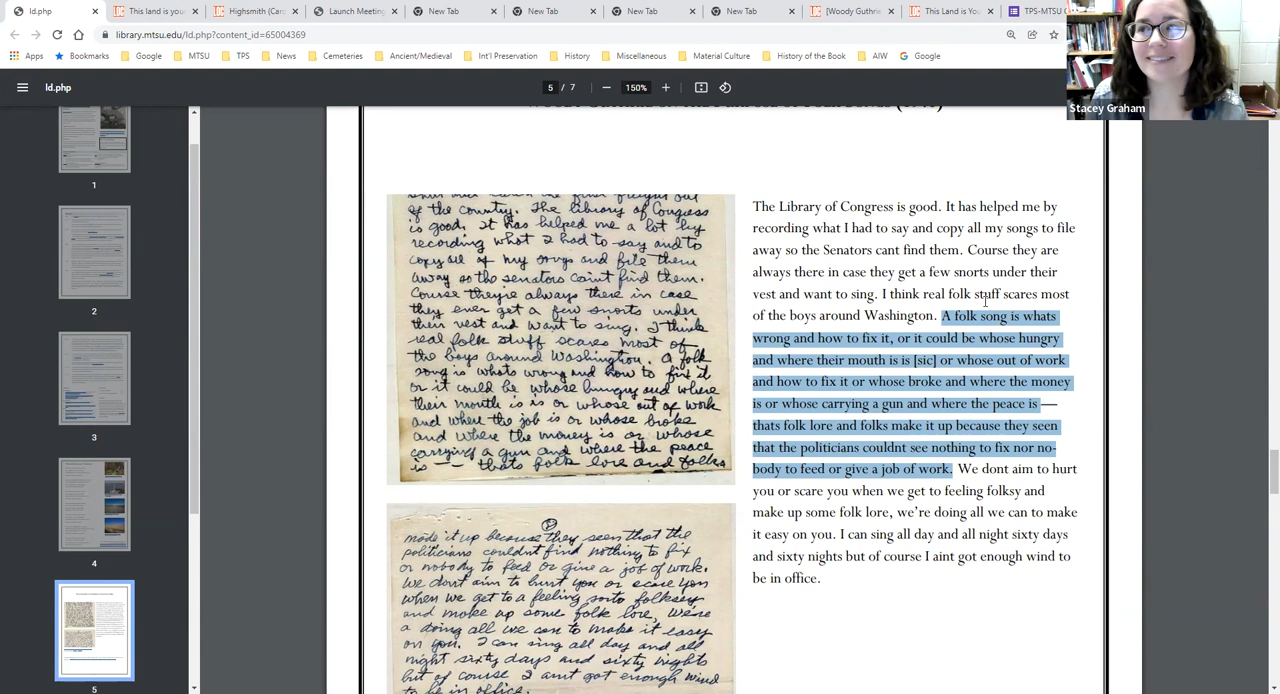 ld.php
This land is your
Highsmith (Car
Launch Meeting
New Tab
New Tab
New Tab
New Tab
[Woody Guthrie
This Land is Yo
TPS-MTSU
library.mtsu.edu/ld.php?content_id=65004369
Apps
Bookmarks
Google
MTSU
TPS
News
Cemeteries
Ancient/Medieval
Int'l Preservation
History
Material Culture
History of the Book
AIW
Google
Stacey Graham
ld.php
5 / 7
150%
1
2
3
4
5
of the country. The library of Congress
is good. It has helped me a lot by
recording what I had to say and to
copy all of my songs and file them
away so the senators can't find them.
Course they're always there in case
they ever get a few snorts under
their vest and want to sing. I think
real folk stuff scares most of
the boys around Washington. A folk
song is whats wrong and how to fix it
or it could be whose hungry and where
their mouth is is or whose out of work
and where the job is or whose broke
and where the money is or whose
carrying a gun and where the peace
is — thats folk lore and folks
2
made it up because they seen that the
politicians couldnt find nothing to fix
or nobody to feed or give a job of work.
We dont aim to hurt you or scare you
when we get to feeling sorta folksey
and make up some folk lore, we're
a doing all we can to make it easy
on you. I can sing all day and all
night sixty days and sixty nights
but of course I aint got enough wind
to be in office.
The Library of Congress is good. It has helped me by
recording what I had to say and copy all my songs to file
away so the Senators cant find them. Course they are
always there in case they get a few snorts under their
vest and want to sing. I think real folk stuff scares most
of the boys around Washington. A folk song is whats
wrong and how to fix it, or it could be whose hungry
and where their mouth is is [sic] or whose out of work
and how to fix it or whose broke and where the money
is or whose carrying a gun and where the peace is —
thats folk lore and folks make it up because they seen
that the politicians couldnt see nothing to fix nor no-
body to feed or give a job of work. We dont aim to hurt
you or scare you when we get to feeling folksy and
make up some folk lore, we're doing all we can to make
it easy on you. I can sing all day and all night sixty days
and sixty nights but of course I aint got enough wind to
be in office.